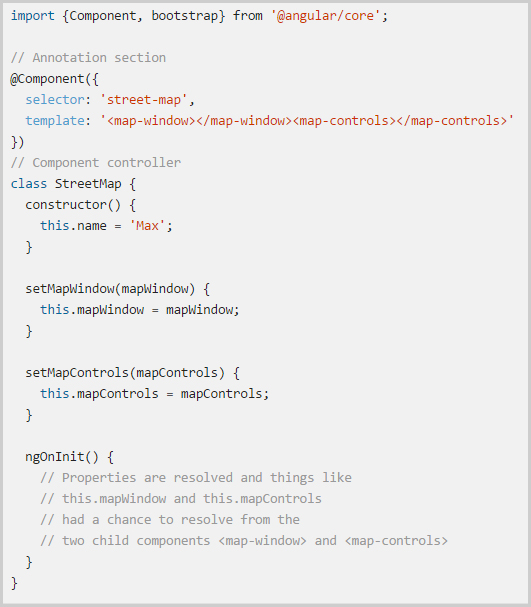 import {Component, bootstrap} from '@angular/core';

// Annotation section
@Component({
  selector: 'street-map',
  template: '<map-window></map-window><map-controls></map-controls>'
})
// Component controller
class StreetMap {
  constructor() {
    this.name = 'Max';
  }

  setMapWindow(mapWindow) {
    this.mapWindow = mapWindow;
  }

  setMapControls(mapControls) {
    this.mapControls = mapControls;
  }

  ngOnInit() {
    // Properties are resolved and things like
    // this.mapWindow and this.mapControls
    // had a chance to resolve from the
    // two child components <map-window> and <map-controls>
  }
}